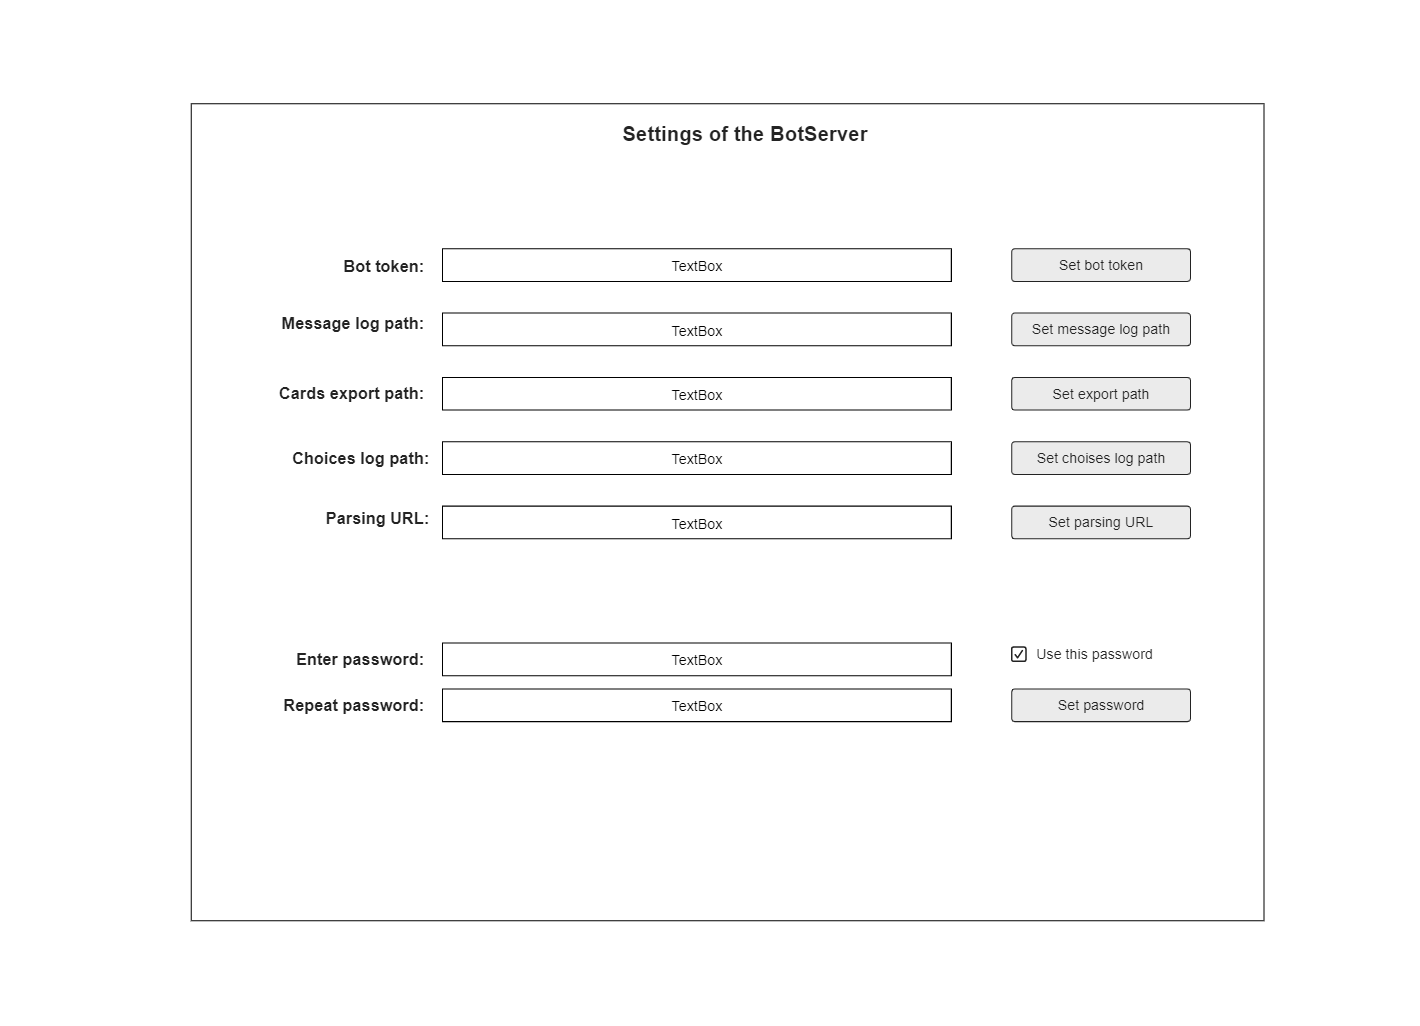 Settings of the BotServer
Bot token: TextBox Set bot token
Message log path: TextBox Set message log path
Cards export path: TextBox Set export path
Choices log path: TextBox Set choises log path
Parsing URL: TextBox Set parsing URL
Enter password: TextBox Use this password
Repeat password: TextBox Set password